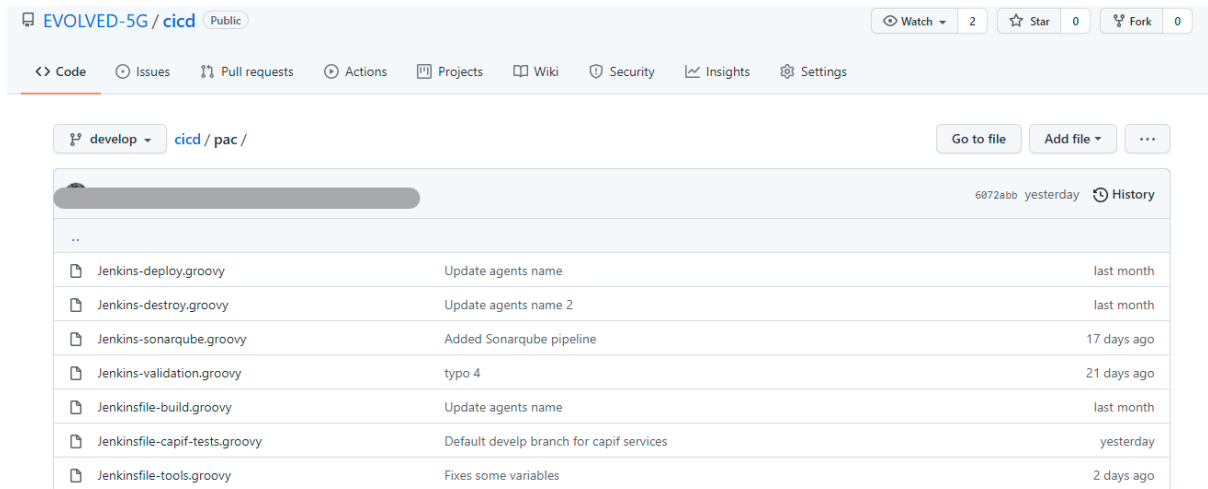 EVOLVED-5G / cicd Public Watch 2 Star 0 Fork 0
Code Issues Pull requests Actions Projects Wiki Security Insights Settings
develop cicd / pac / Go to file Add file ...
6072abb yesterday History
..
Jenkins-deploy.groovy Update agents name last month
Jenkins-destroy.groovy Update agents name 2 last month
Jenkins-sonarqube.groovy Added Sonarqube pipeline 17 days ago
Jenkins-validation.groovy typo 4 21 days ago
Jenkinsfile-build.groovy Update agents name last month
Jenkinsfile-capif-tests.groovy Default develp branch for capif services yesterday
Jenkinsfile-tools.groovy Fixes some variables 2 days ago